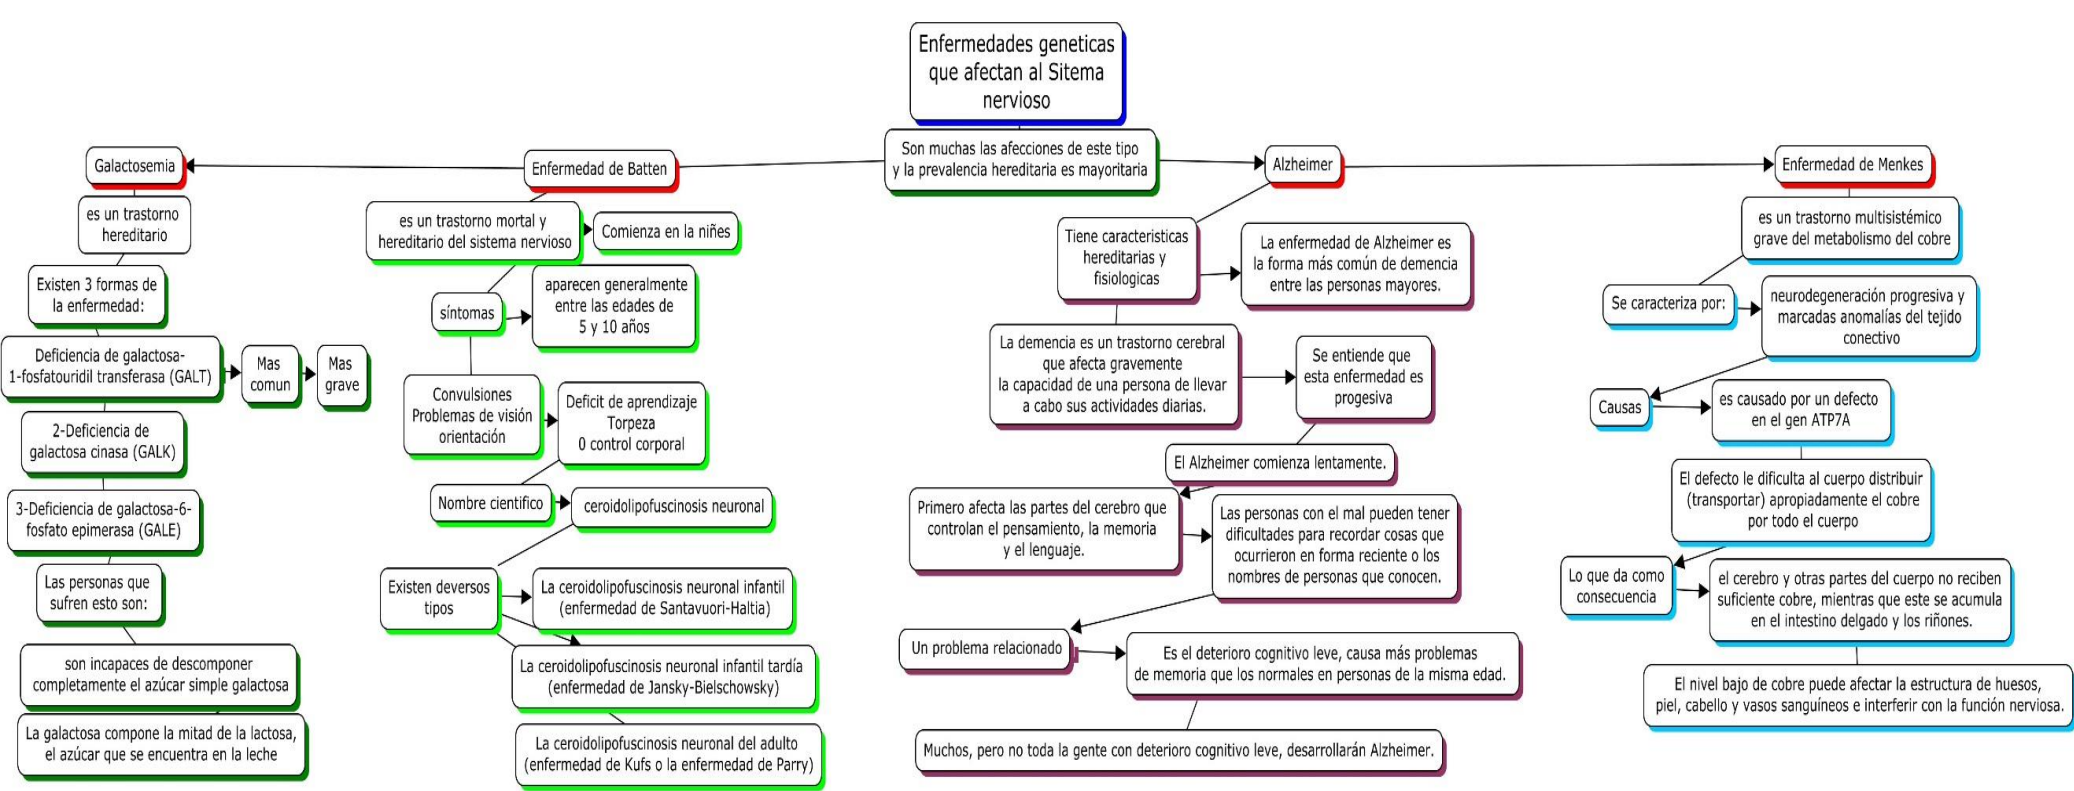 Enfermedades geneticas
que afectan al Sitema
nervioso
Son muchas las afecciones de este tipo
y la prevalencia hereditaria es mayoritaria
Galactosemia
es un trastorno
hereditario
Existen 3 formas de
la enfermedad:
Deficiencia de galactosa-
1-fosfatouridil transferasa (GALT)
Mas
comun
Mas
grave
2-Deficiencia de
galactosa cinasa (GALK)
3-Deficiencia de galactosa-6-
fosfato epimerasa (GALE)
Las personas que
sufren esto son:
son incapaces de descomponer
completamente el azúcar simple galactosa
La galactosa compone la mitad de la lactosa,
el azúcar que se encuentra en la leche
Enfermedad de Batten
es un trastorno mortal y
hereditario del sistema nervioso
Comienza en la niñes
síntomas
aparecen generalmente
entre las edades de
5 y 10 años
Convulsiones
Problemas de visión
orientación
Deficit de aprendizaje
Torpeza
0 control corporal
Nombre cientifico
ceroidolipofuscinosis neuronal
Existen deversos
tipos
La ceroidolipofuscinosis neuronal infantil
(enfermedad de Santavuori-Haltia)
La ceroidolipofuscinosis neuronal infantil tardía
(enfermedad de Jansky-Bielschowsky)
La ceroidolipofuscinosis neuronal del adulto
(enfermedad de Kufs o la enfermedad de Parry)
Alzheimer
Tiene caracteristicas
hereditarias y
fisiologicas
La enfermedad de Alzheimer es
la forma más común de demencia
entre las personas mayores.
La demencia es un trastorno cerebral
que afecta gravemente
la capacidad de una persona de llevar
a cabo sus actividades diarias.
Se entiende que
esta enfermedad es
progesiva
El Alzheimer comienza lentamente.
Primero afecta las partes del cerebro que
controlan el pensamiento, la memoria
y el lenguaje.
Las personas con el mal pueden tener
dificultades para recordar cosas que
ocurrieron en forma reciente o los
nombres de personas que conocen.
Un problema relacionado
Es el deterioro cognitivo leve, causa más problemas
de memoria que los normales en personas de la misma edad.
Muchos, pero no toda la gente con deterioro cognitivo leve, desarrollarán Alzheimer.
Enfermedad de Menkes
es un trastorno multisistémico
grave del metabolismo del cobre
Se caracteriza por:
neurodegeneración progresiva y
marcadas anomalías del tejido
conectivo
Causas
es causado por un defecto
en el gen ATP7A
El defecto le dificulta al cuerpo distribuir
(transportar) apropiadamente el cobre
por todo el cuerpo
Lo que da como
consecuencia
el cerebro y otras partes del cuerpo no reciben
suficiente cobre, mientras que este se acumula
en el intestino delgado y los riñones.
El nivel bajo de cobre puede afectar la estructura de huesos,
piel, cabello y vasos sanguíneos e interferir con la función nerviosa.